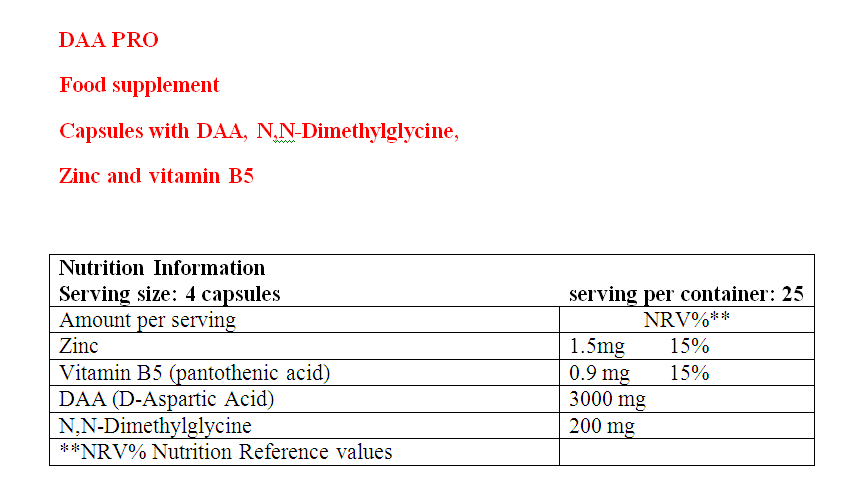 DAA PRO
Food supplement
Capsules with DAA, N,N-Dimethylglycine,
Zinc and vitamin B5
Nutrition Information
Serving size: 4 capsules serving per container: 25
Amount per serving NRV%**
Zinc 1.5mg 15%
Vitamin B5 (pantothenic acid) 0.9 mg 15%
DAA (D-Aspartic Acid) 3000 mg
N,N-Dimethylglycine 200 mg
**NRV% Nutrition Reference values